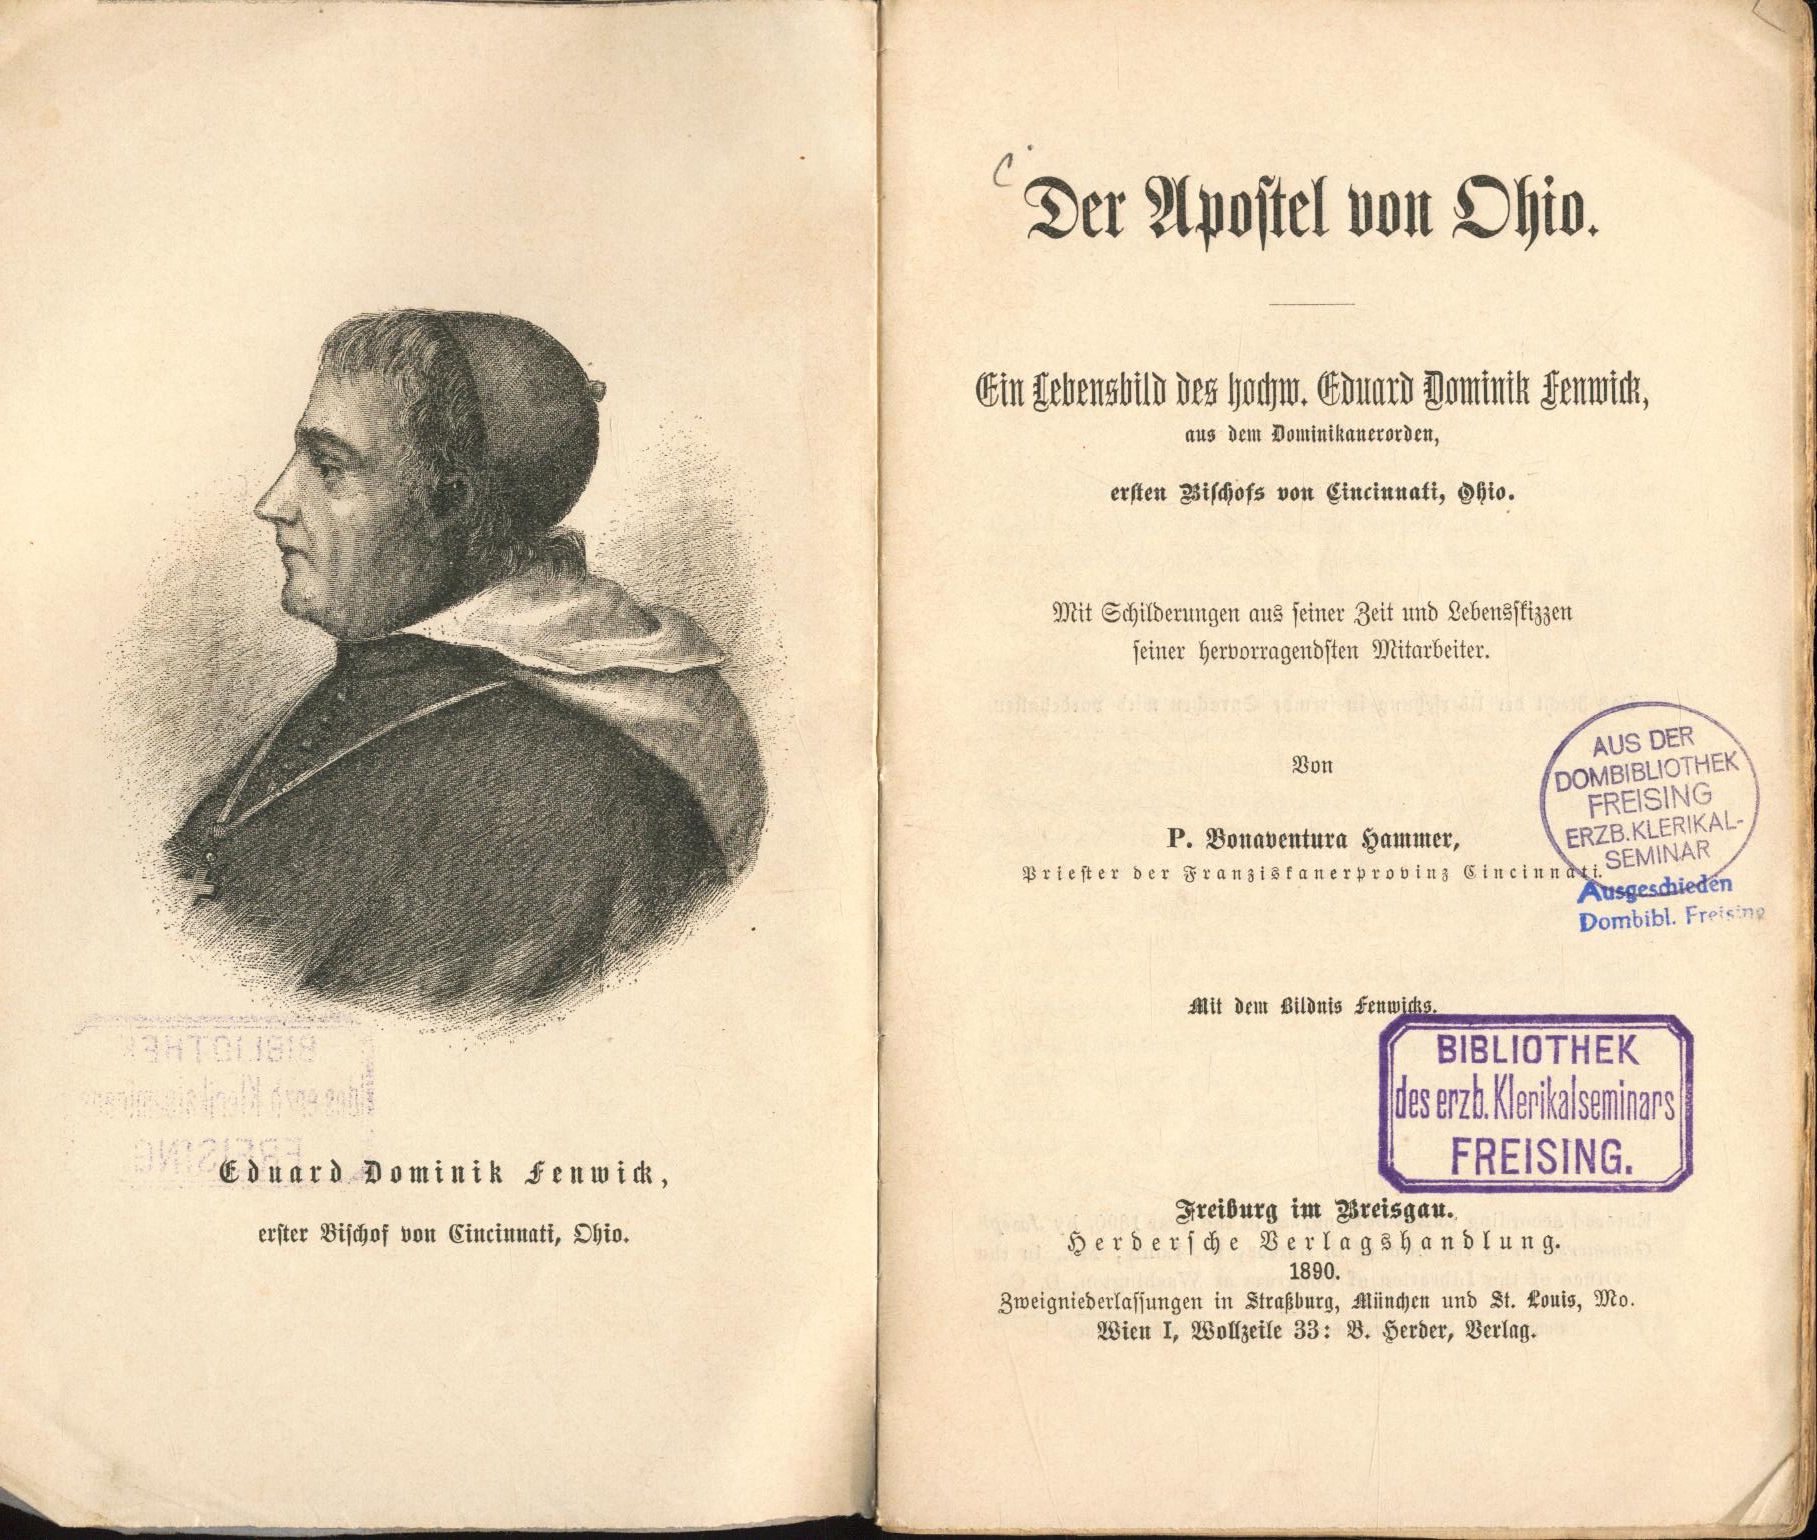 Eduard Dominik Fenwick,
erster Bischof von Cincinnati, Ohio.
Der Apostel von Ohio.
Ein Lebensbild des hochw. Eduard Dominik Fenwick,
aus dem Dominikanerorden,
ersten Bischofs von Cincinnati, Ohio.
Mit Schilderungen aus seiner Zeit und Lebensskizzen
seiner hervorragendsten Mitarbeiter.
Von
P. Bonaventura Hammer,
Priester der Franziskanerprovinz Cincinnati.
AUS DER
DOMBIBLIOTHEK
FREISING
ERZB. KLERIKAL-
SEMINAR
Ausgeschieden
Dombibl. Freising
Mit dem Bildnis Fenwicks.
BIBLIOTHEK
des erzb. Klerikalseminars
FREISING.
Freiburg im Breisgau.
Herdersche Verlagshandlung.
1890.
Zweigniederlassungen in Straßburg, München und St. Louis, Mo.
Wien I, Wollzeile 33: B. Herder, Verlag.